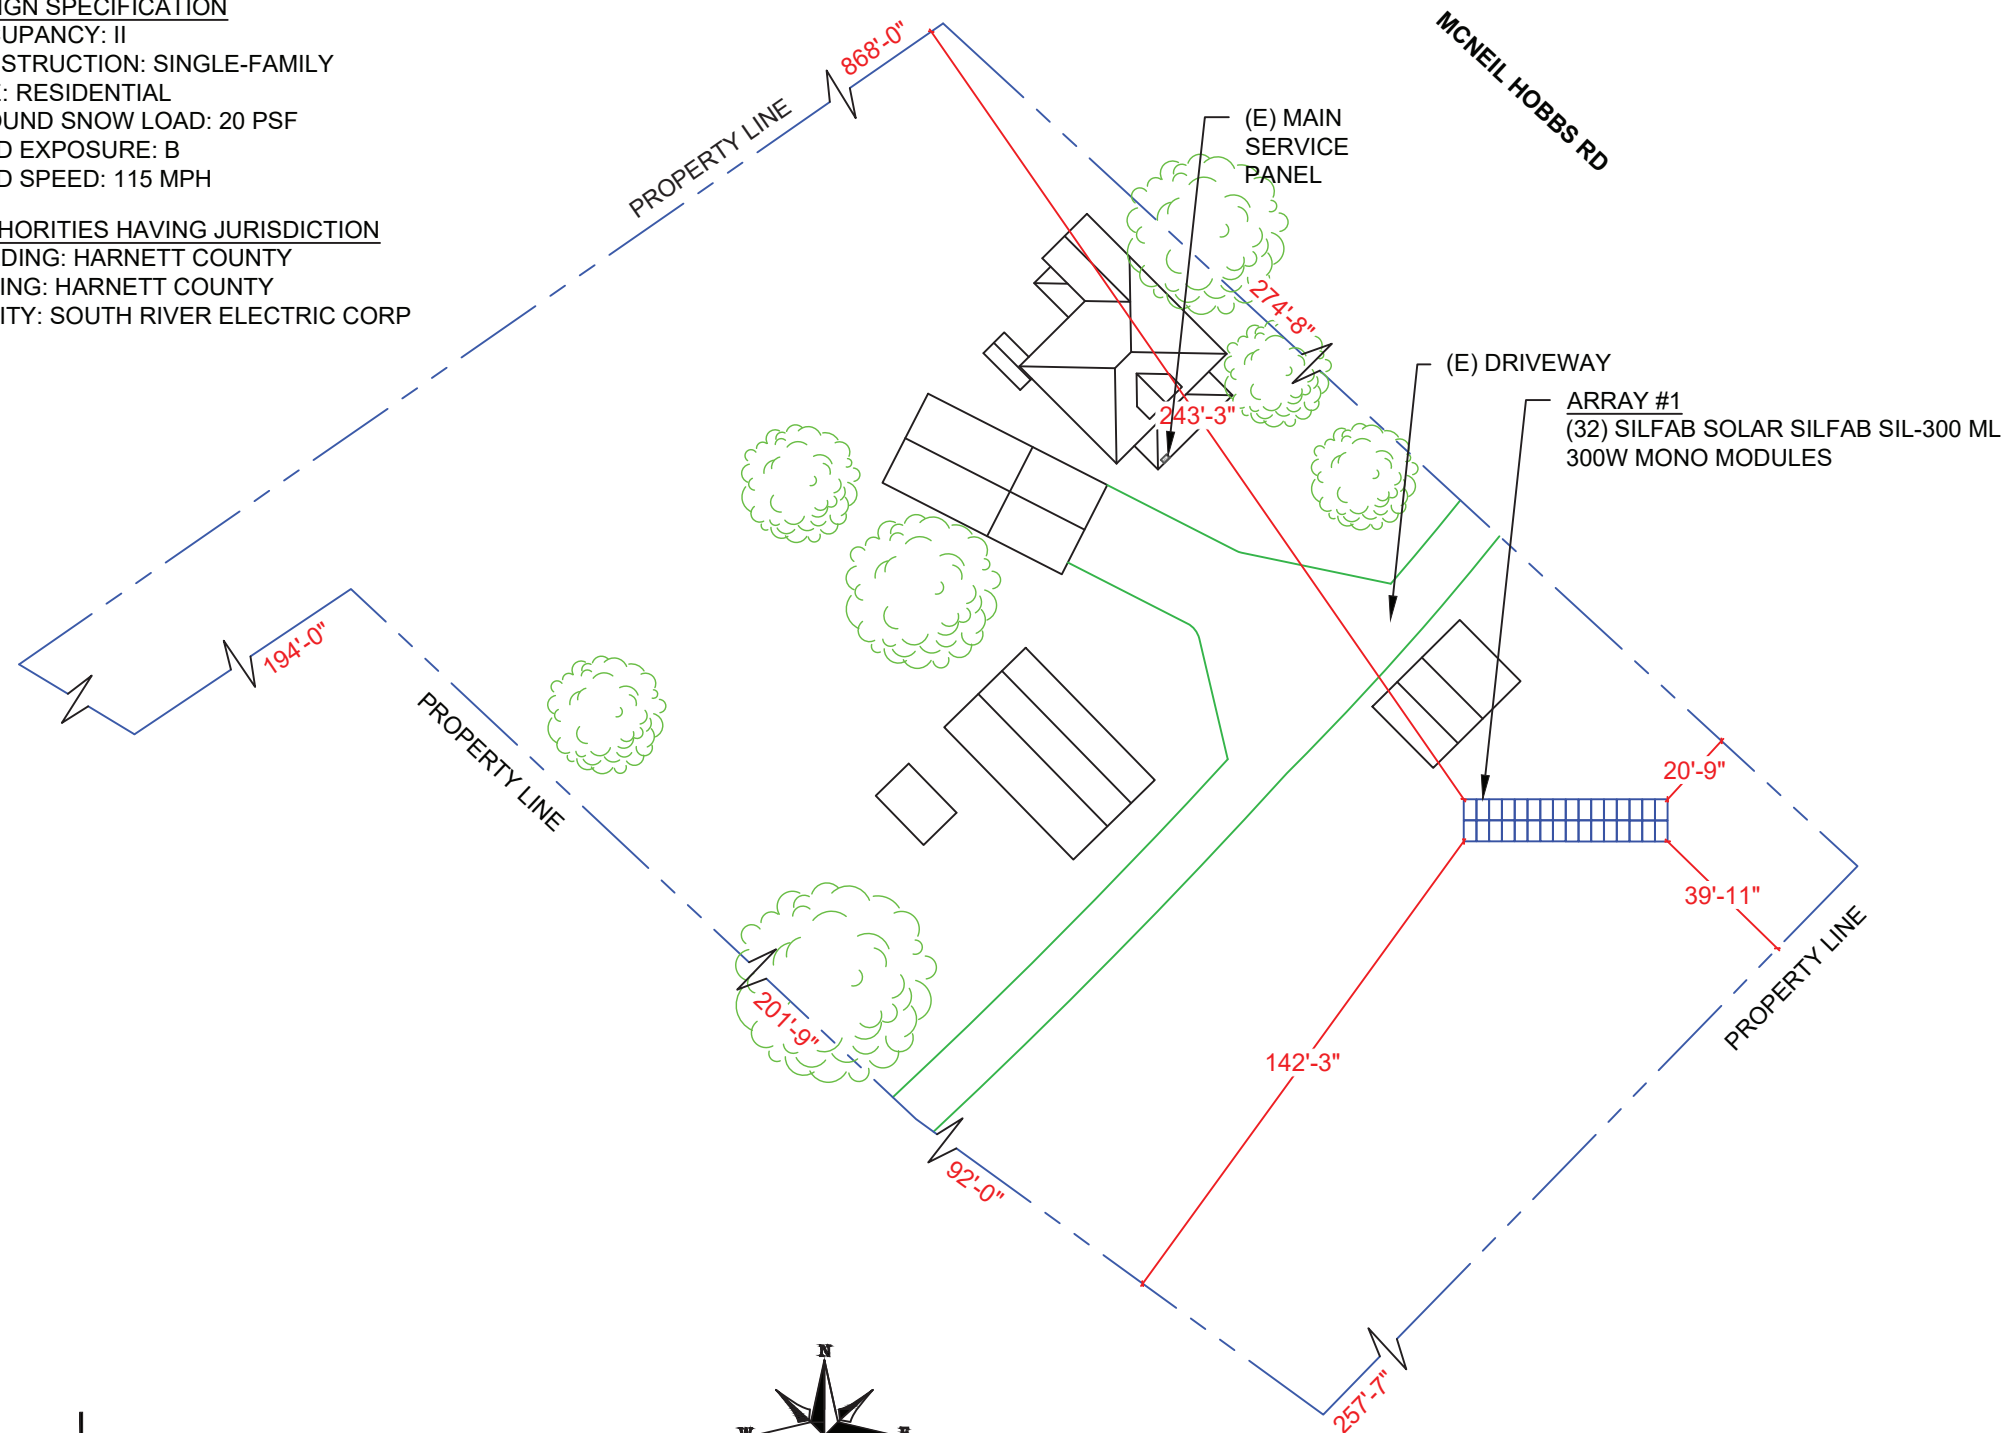 IGN SPECIFICATION
UPANCY: II
STRUCTION: SINGLE-FAMILY
: RESIDENTIAL
OUND SNOW LOAD: 20 PSF
D EXPOSURE: B
D SPEED: 115 MPH
HORITIES HAVING JURISDICTION
DING: HARNETT COUNTY
ING: HARNETT COUNTY
ITY: SOUTH RIVER ELECTRIC CORP
868'-0"
PROPERTY LINE
MCNEIL HOBBS RD
(E) MAIN
SERVICE
PANEL
274'-8"
(E) DRIVEWAY
ARRAY #1
(32) SILFAB SOLAR SILFAB SIL-300 ML
300W MONO MODULES
243'-3"
194'-0"
PROPERTY LINE
20'-9"
39'-11"
PROPERTY LINE
201'-9"
142'-3"
92'-0"
257'-7"
N
W
E